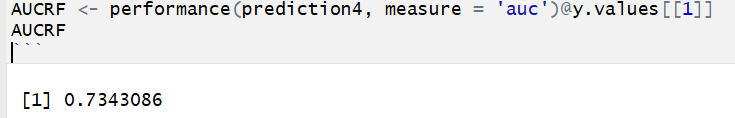 AUCRF <- performance(prediction4, measure = 'auc')@y.values[[1]]
AUCRF
```
[1] 0.7343086